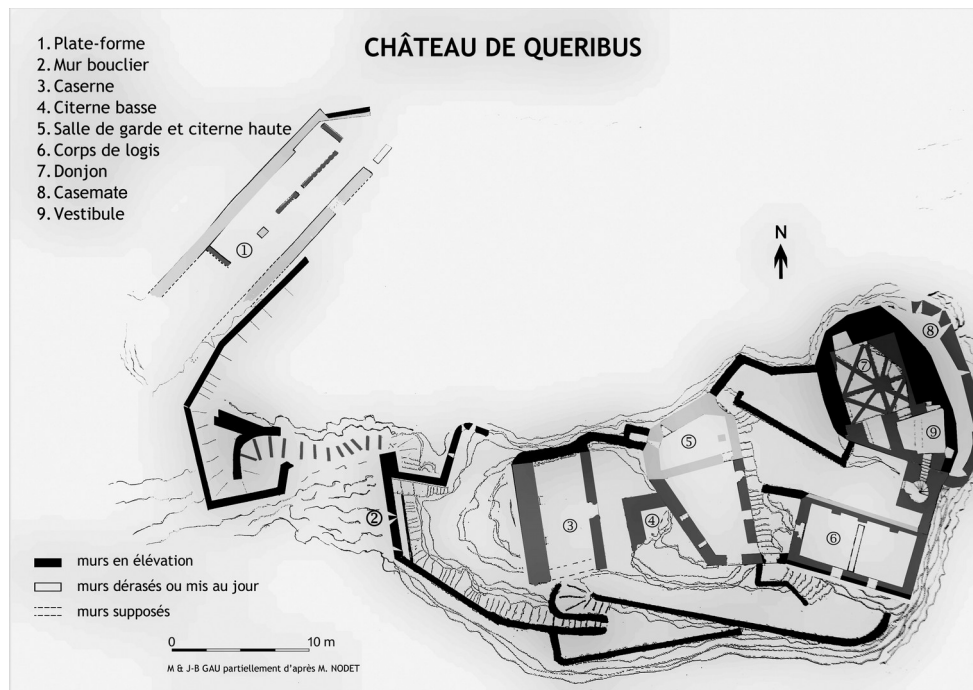 CHÂTEAU DE QUERIBUS
1. Plate-forme
2. Mur bouclier
3. Caserne
4. Citerne basse
5. Salle de garde et citerne haute
6. Corps de logis
7. Donjon
8. Casemate
9. Vestibule
①
N
⑧
⑦
⑨
⑤
②
③
④
⑥
murs en élévation
murs dérasés ou mis au jour
murs supposés
0 10 m
M & J-B GAU partiellement d'après M. NODET